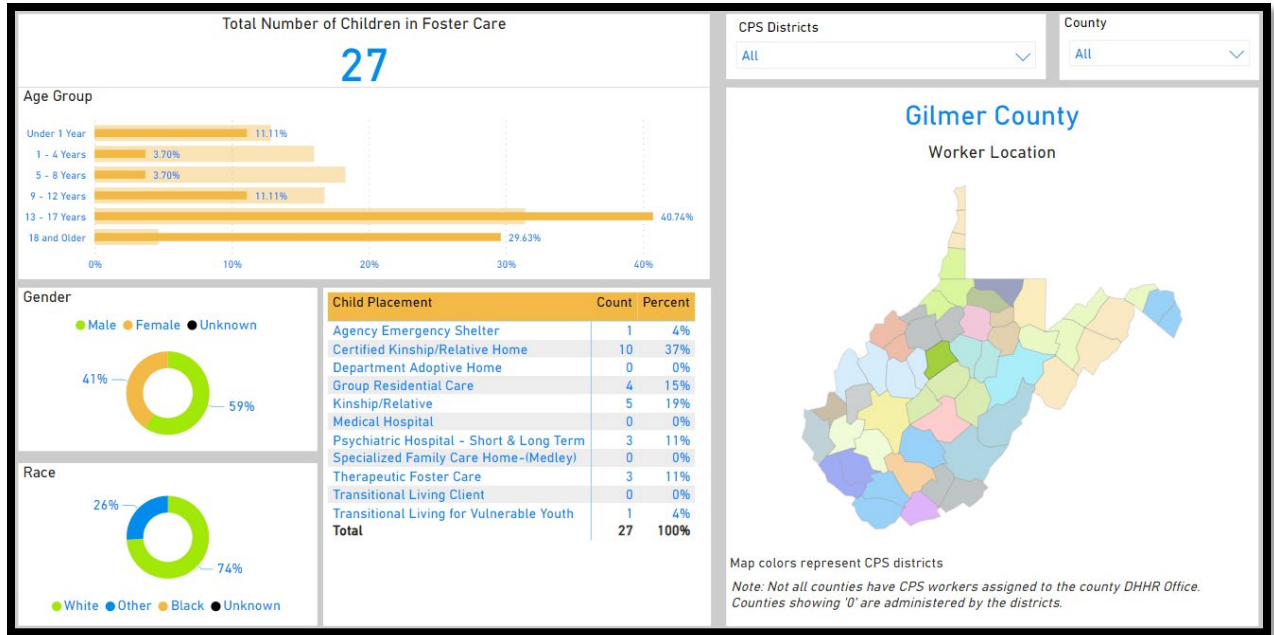 Total Number of Children in Foster Care
27
Age Group
Under 1 Year 11.11%
1 - 4 Years 3.70%
5 - 8 Years 3.70%
9 - 12 Years 11.11%
13 - 17 Years 40.74%
18 and Older 29.63%
0% 10% 20% 30% 40%
Gender
Male Female Unknown
41%
59%
Race
26%
74%
White Other Black Unknown
Child Placement Count Percent
Agency Emergency Shelter 1 4%
Certified Kinship/Relative Home 10 37%
Department Adoptive Home 0 0%
Group Residential Care 4 15%
Kinship/Relative 5 19%
Medical Hospital 0 0%
Psychiatric Hospital - Short & Long Term 3 11%
Specialized Family Care Home-(Medley) 0 0%
Therapeutic Foster Care 3 11%
Transitional Living Client 0 0%
Transitional Living for Vulnerable Youth 1 4%
Total 27 100%
CPS Districts
All
County
All
Gilmer County
Worker Location
Map colors represent CPS districts
Note: Not all counties have CPS workers assigned to the county DHHR Office.
Counties showing '0' are administered by the districts.